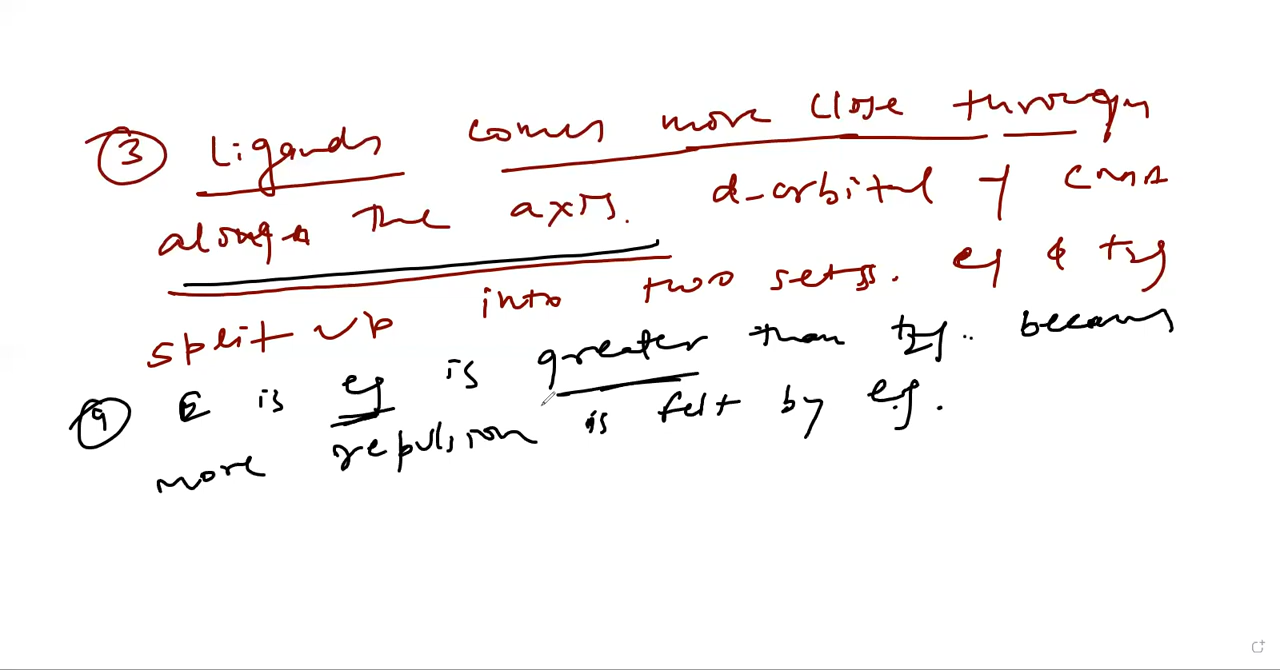 ③ Ligands comes more close through
along the axis. d-orbital of CMA
split up into two sets. eg & t2g
④ E is eg is greater than t2g.. because
more repulsion is felt by eg.